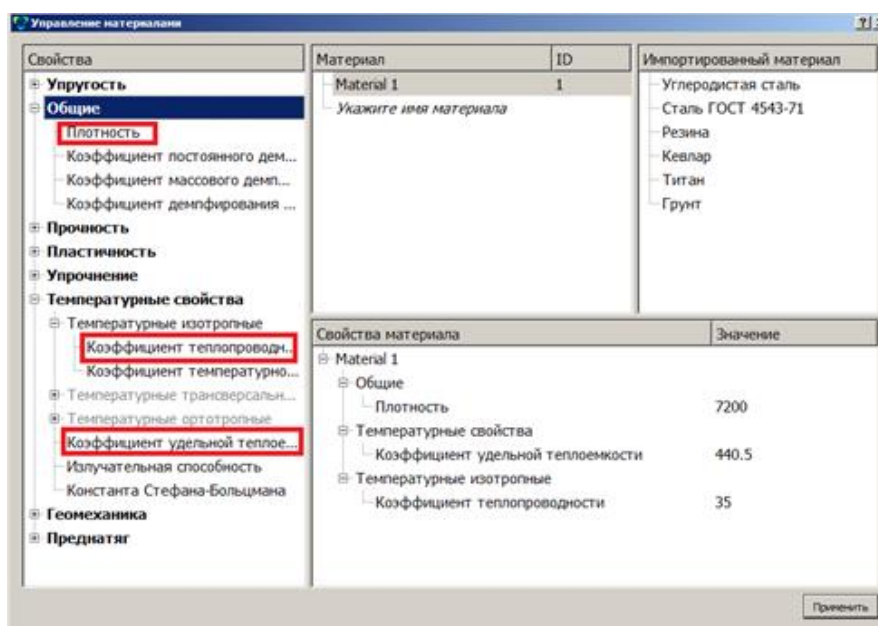 Управление материалами
Свойства
Упругость
Общие
Плотность
Коэффициент постоянного дем...
Коэффициент массового демп...
Коэффициент демпфирования ...
Прочность
Пластичность
Упрочнение
Температурные свойства
Температурные изотропные
Коэффициент теплопроводн...
Коэффициент температурно...
Температурные трансверсальн...
Температурные ортотропные
Коэффициент удельной теплое...
Излучательная способность
Константа Стефана-Больцмана
Геомеханика
Преднатяг
Материал ID
Material 1 1
Укажите имя материала
Импортированный материал
Углеродистая сталь
Сталь ГОСТ 4543-71
Резина
Кевлар
Титан
Грунт
Свойства материала Значение
Material 1
Общие
Плотность 7200
Температурные свойства
Коэффициент удельной теплоемкости 440.5
Температурные изотропные
Коэффициент теплопроводности 35
Применить